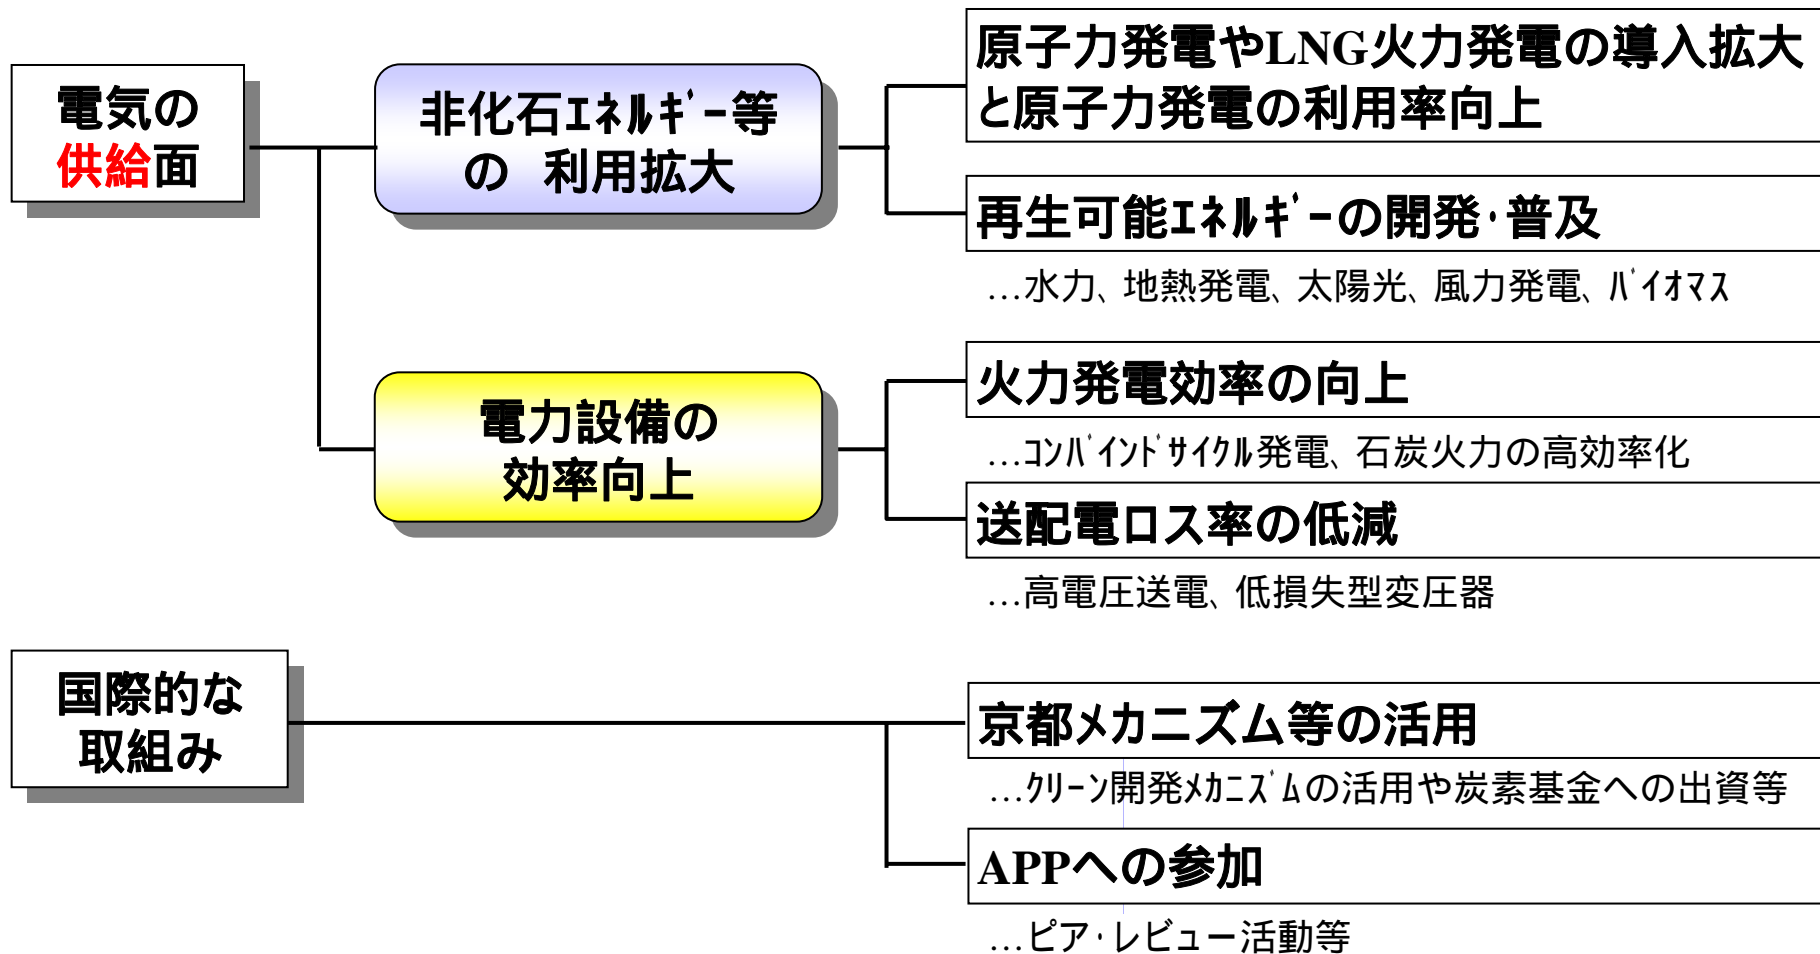 電気の
供給面
非化石ｴﾈﾙｷﾞｰ等
の 利用拡大
原子力発電やLNG火力発電の導入拡大
と原子力発電の利用率向上
再生可能ｴﾈﾙｷﾞｰの開発・普及
…水力、地熱発電、太陽光、風力発電、ﾊﾞｲｵﾏｽ
電力設備の
効率向上
火力発電効率の向上
…ｺﾝﾊﾞｲﾝﾄﾞｻｲｸﾙ発電、石炭火力の高効率化
送配電ロス率の低減
…高電圧送電、低損失型変圧器
国際的な
取組み
京都メカニズム等の活用
…ｸﾘｰﾝ開発ﾒｶﾆｽﾞﾑの活用や炭素基金への出資等
APPへの参加
…ピア・レビュー活動等